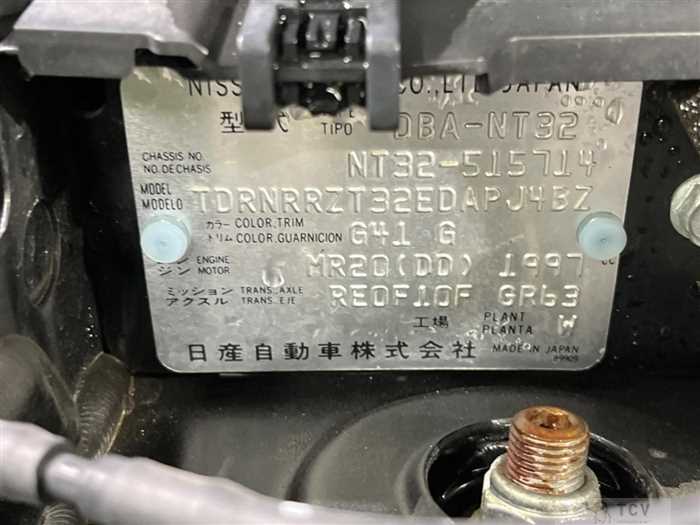 NISS CO.,LTD. JAPAN
型式 TYPE TIPO DBA-NT32
CHASSIS NO. NO.DE CHASIS NT32-515714
MODEL MODELO TDRNRRZT32EDAPJ4BZ
カラー COLOR,TRIM トリム COLOR,GUARNICION G41 G
ENGINE ジン MOTOR MR20(DD) 1997 cc
ミッション TRANS.,AXLE アクスル TRANS.,EJE RE0F10F GR63
工場 PLANT PLANTA W
日産自動車株式会社 MADE IN JAPAN
TCV